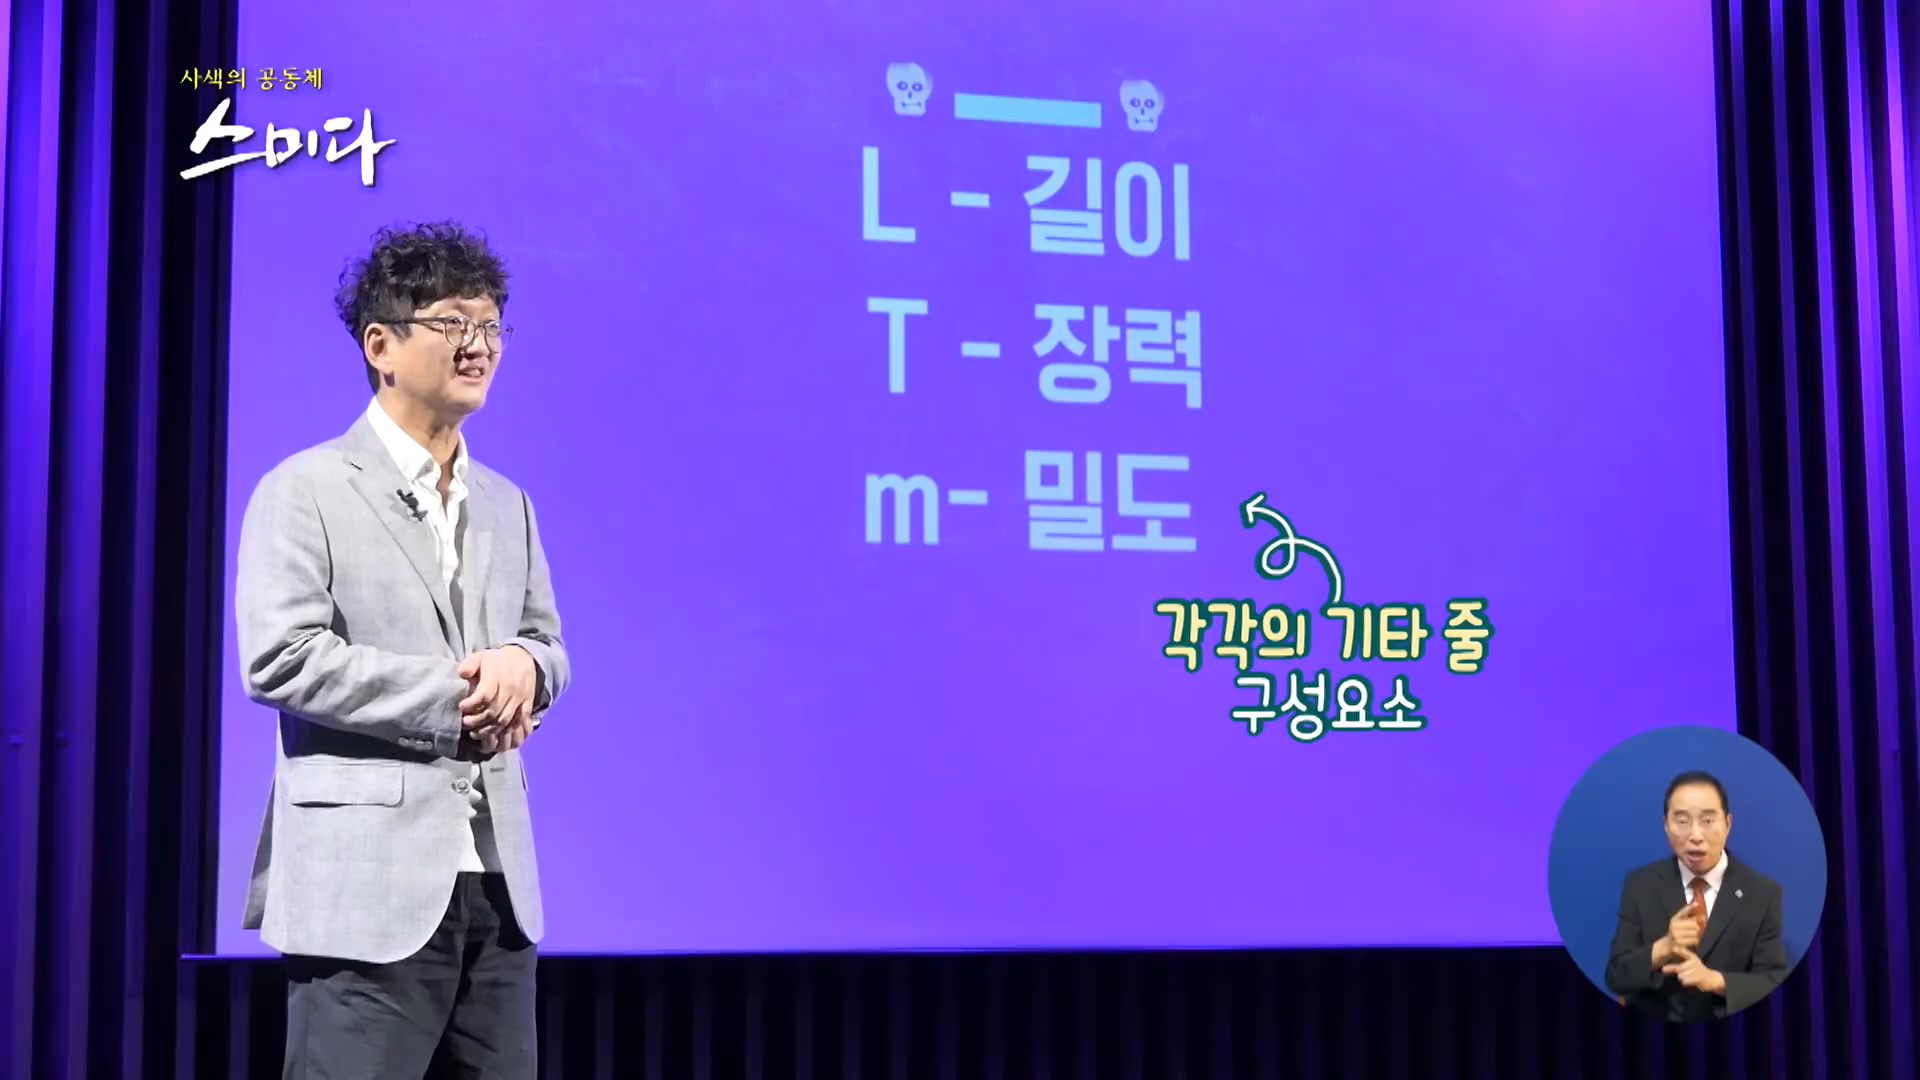 사색의 공동체
스미다
L - 길이
T - 장력
m- 밀도
각각의 기타 줄
구성요소